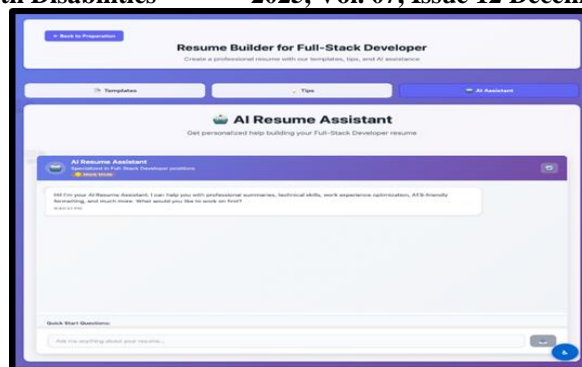 th Disabilities 2025, Vol. 07, Issue 12 Decem
← Back to Preparation
Resume Builder for Full-Stack Developer
Create a professional resume with our templates, tips, and AI assistance
Templates
Tips
AI Assistant
AI Resume Assistant
Get personalized help building your Full-Stack Developer resume
AI Resume Assistant
Specialized in Full-Stack Developer positions
Mock Mode
Hi! I'm your AI Resume Assistant. I can help you with professional summaries, technical skills, work experience optimization, ATS-friendly
formatting, and much more. What would you like to work on first?
Quick Start Questions:
Ask me anything about your resume...